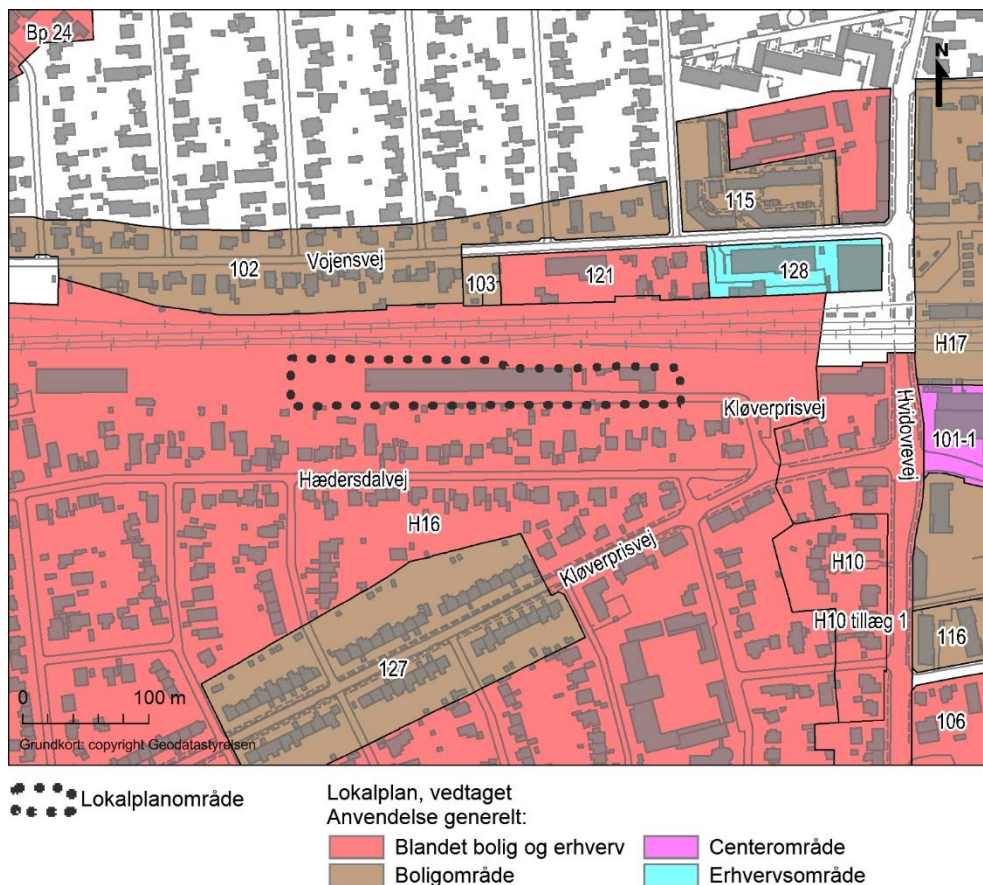 Bp 24
N
115
102
Vojensvej
103
121
128
H17
Kløverprisvej
Hvidovrevej
101-1
Hædersdalvej
H16
Kløverprisvej
H10
H10 tillæg 1
116
127
0 100 m
106
Grundkort: copyright Geodatastyrelsen
Lokalplanområde
Lokalplan, vedtaget
Anvendelse generelt:
Blandet bolig og erhverv
Centerområde
Boligområde
Erhvervsområde